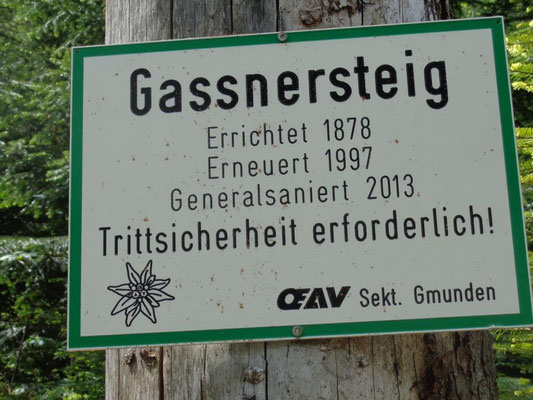 Gassnersteig
Errichtet 1878
Erneuert 1997
Generalsaniert 2013
Trittsicherheit erforderlich!
OEAV Sekt. Gmunden